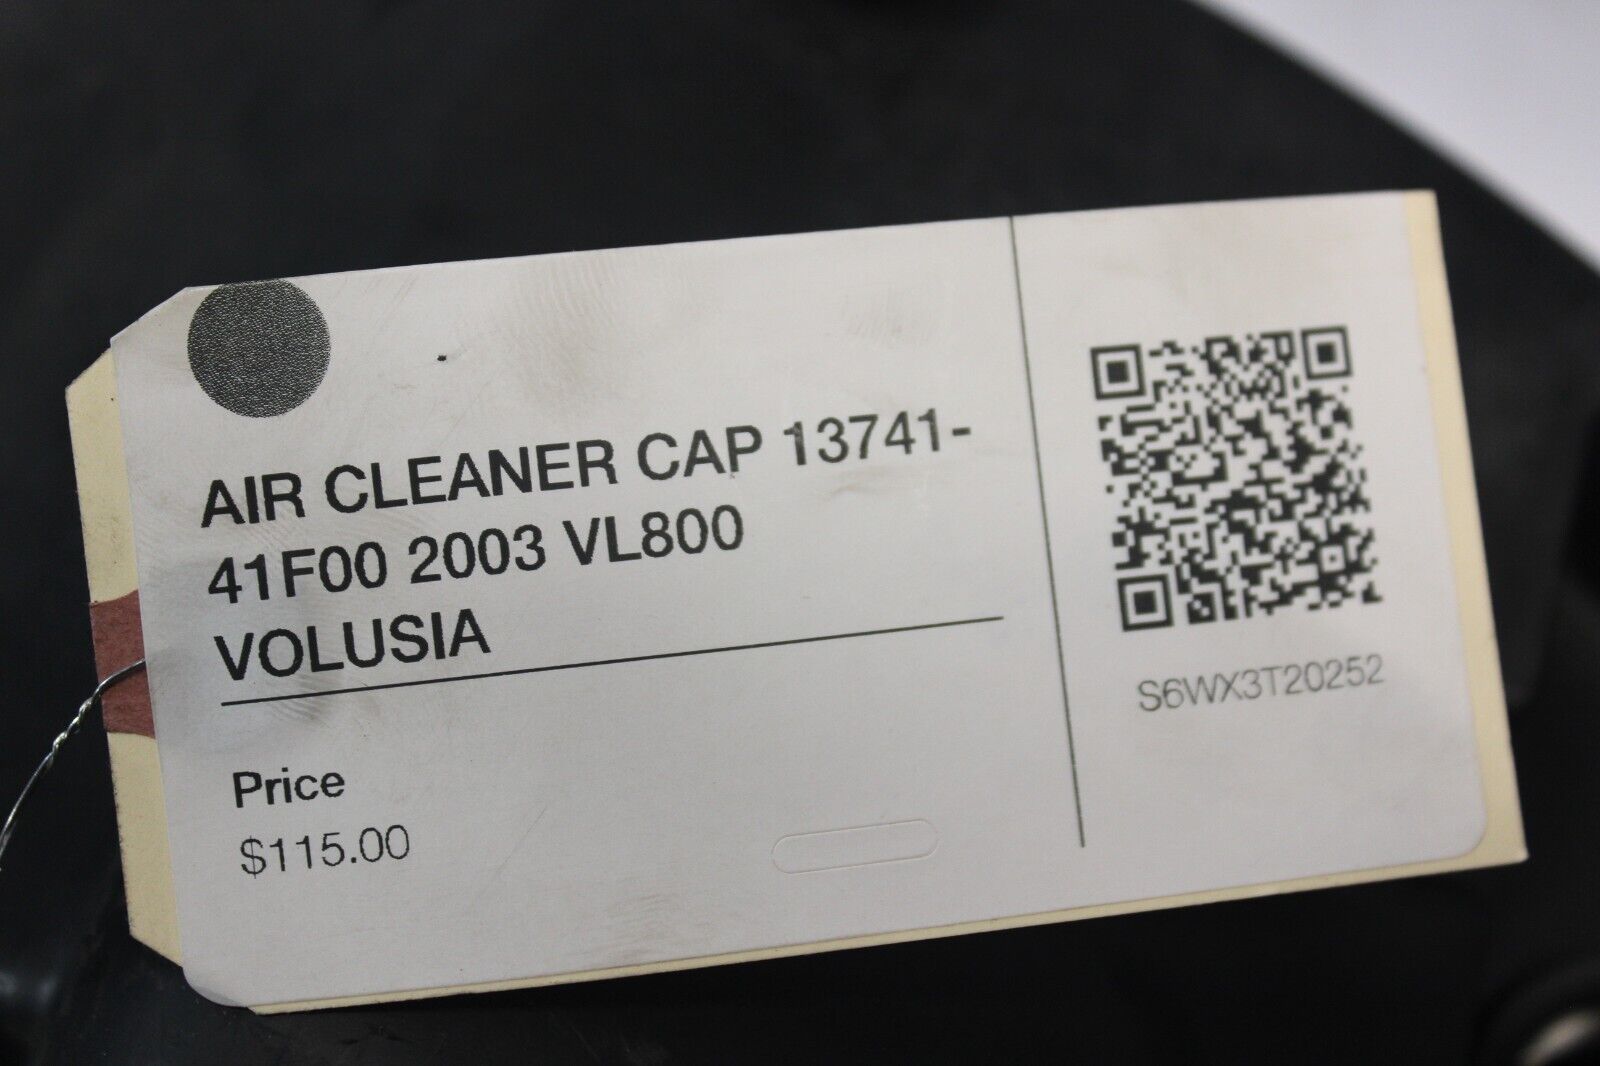 AIR CLEANER CAP 13741-
41F00 2003 VL800
VOLUSIA
Price
$115.00
S6WX3T20252